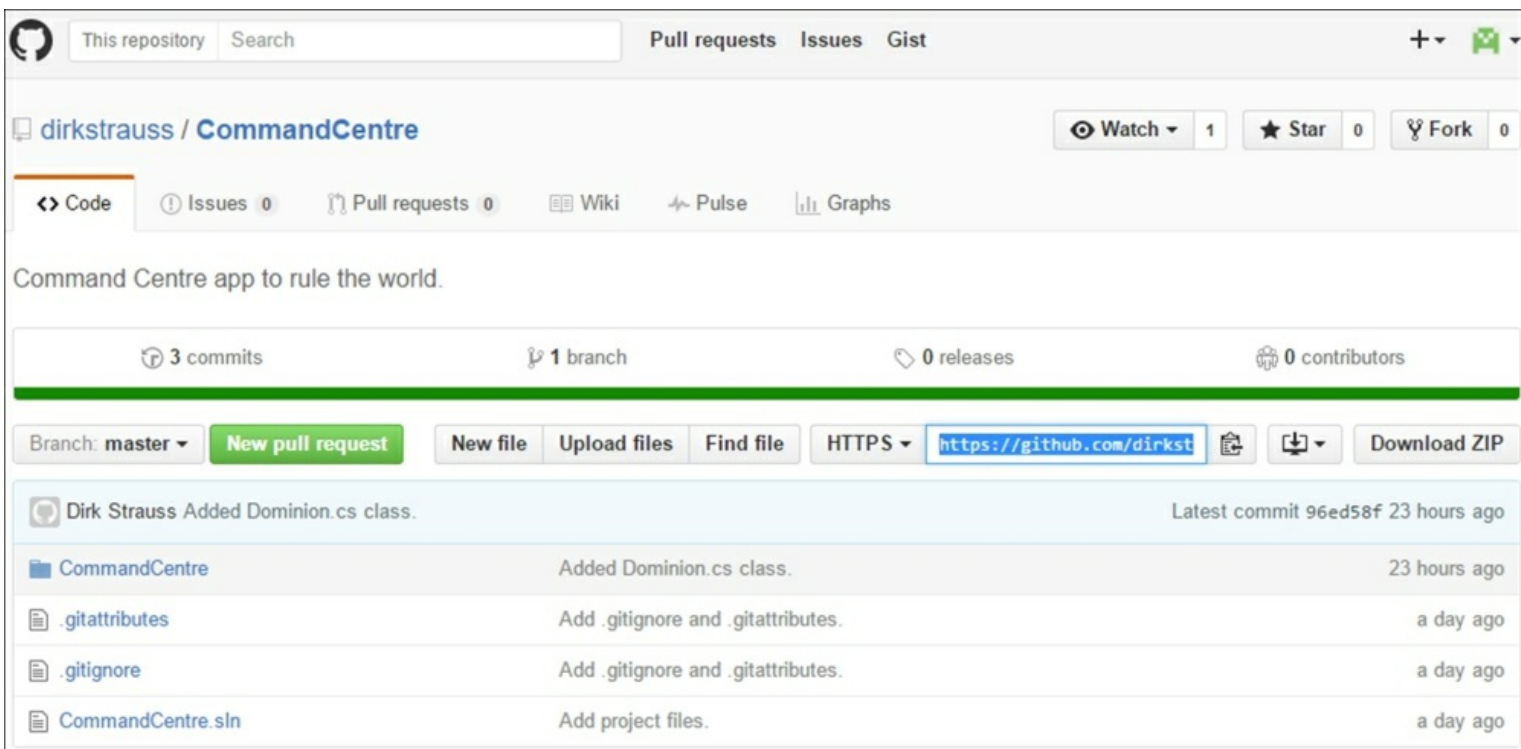 This repository Search Pull requests Issues Gist
dirkstrauss / CommandCentre Watch 1 Star 0 Fork 0
Code Issues 0 Pull requests 0 Wiki Pulse Graphs
Command Centre app to rule the world.
3 commits 1 branch 0 releases 0 contributors
Branch: master New pull request New file Upload files Find file HTTPS https://github.com/dirkst Download ZIP
Dirk Strauss Added Dominion.cs class. Latest commit 96ed58f 23 hours ago
CommandCentre Added Dominion.cs class. 23 hours ago
.gitattributes Add .gitignore and .gitattributes. a day ago
.gitignore Add .gitignore and .gitattributes. a day ago
CommandCentre.sln Add project files. a day ago